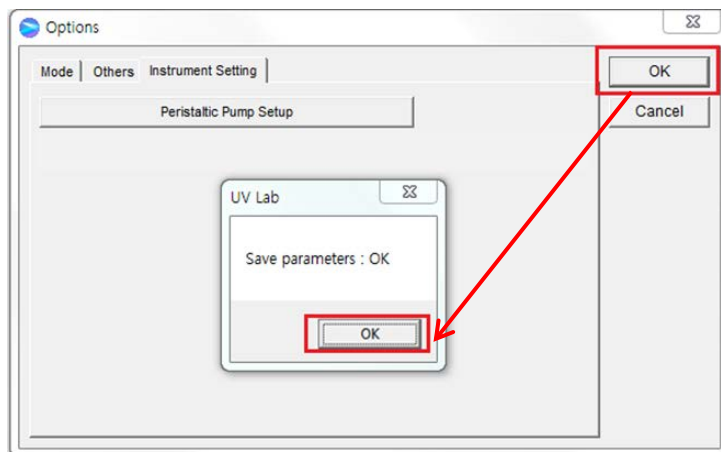 Options
Mode Others Instrument Setting
OK
Peristaltic Pump Setup
Cancel
UV Lab
Save parameters : OK
OK